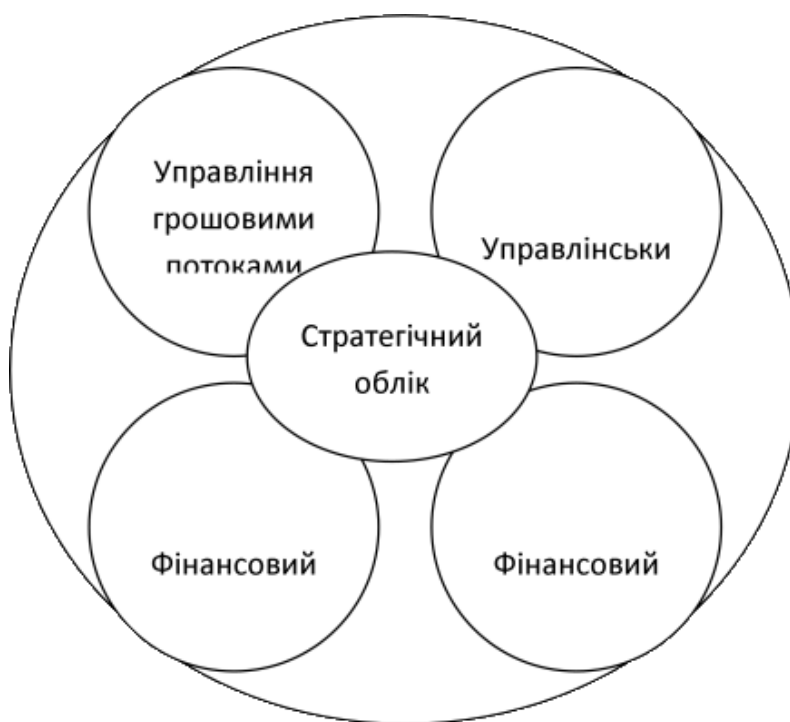 Управління
грошовими
потоками
Управлінськи
Стратегічний
облік
Фінансовий
Фінансовий